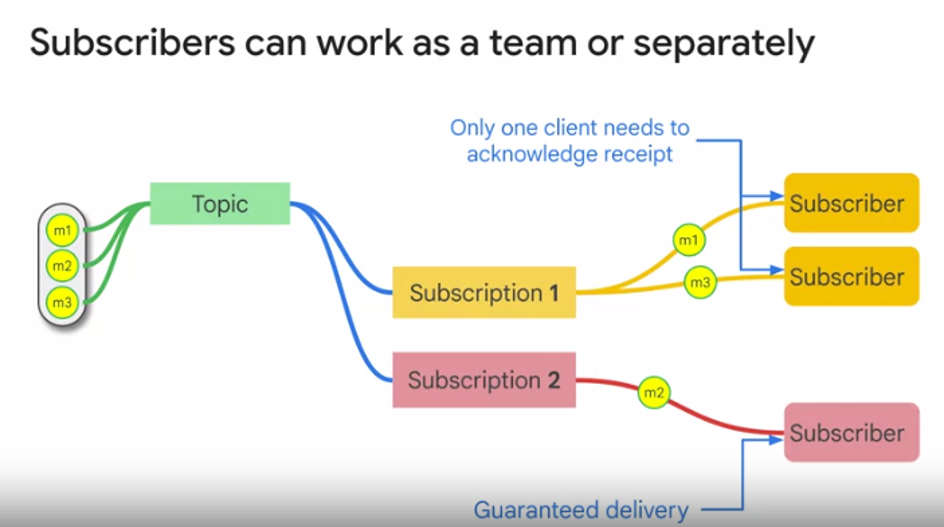 Subscribers can work as a team or separately
Only one client needs to
acknowledge receipt
Topic
Subscriber
m1
m2
m3
m1
Subscription 1
m3
Subscriber
Subscription 2
m2
Subscriber
Guaranteed delivery